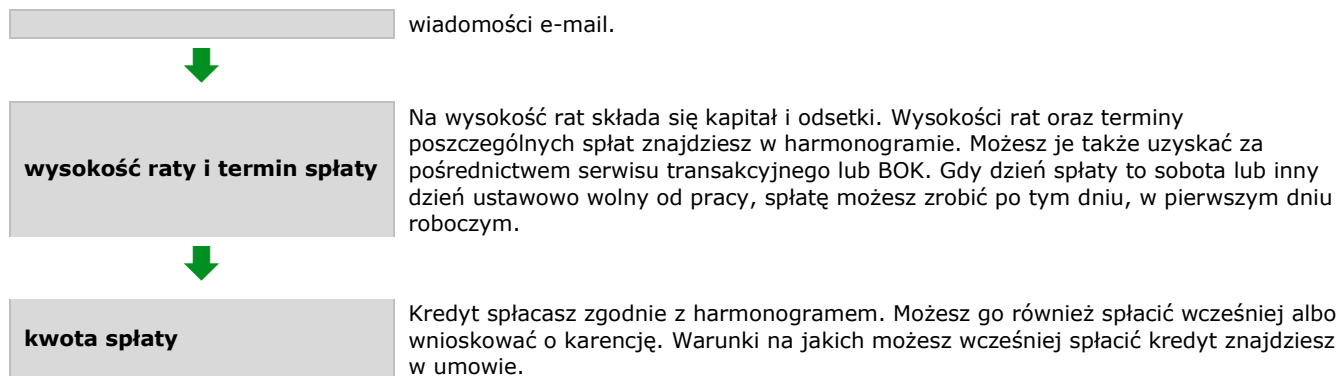 wiadomości e-mail.
wysokość raty i termin spłaty
Na wysokość rat składa się kapitał i odsetki. Wysokości rat oraz terminy
poszczególnych spłat znajdziesz w harmonogramie. Możesz je także uzyskać za
pośrednictwem serwisu transakcyjnego lub BOK. Gdy dzień spłaty to sobota lub inny
dzień ustawowo wolny od pracy, spłatę możesz zrobić po tym dniu, w pierwszym dniu
roboczym.
kwota spłaty
Kredyt spłacasz zgodnie z harmonogramem. Możesz go również spłacić wcześniej albo
wnioskować o karencję. Warunki na jakich możesz wcześniej spłacić kredyt znajdziesz
w umowie.